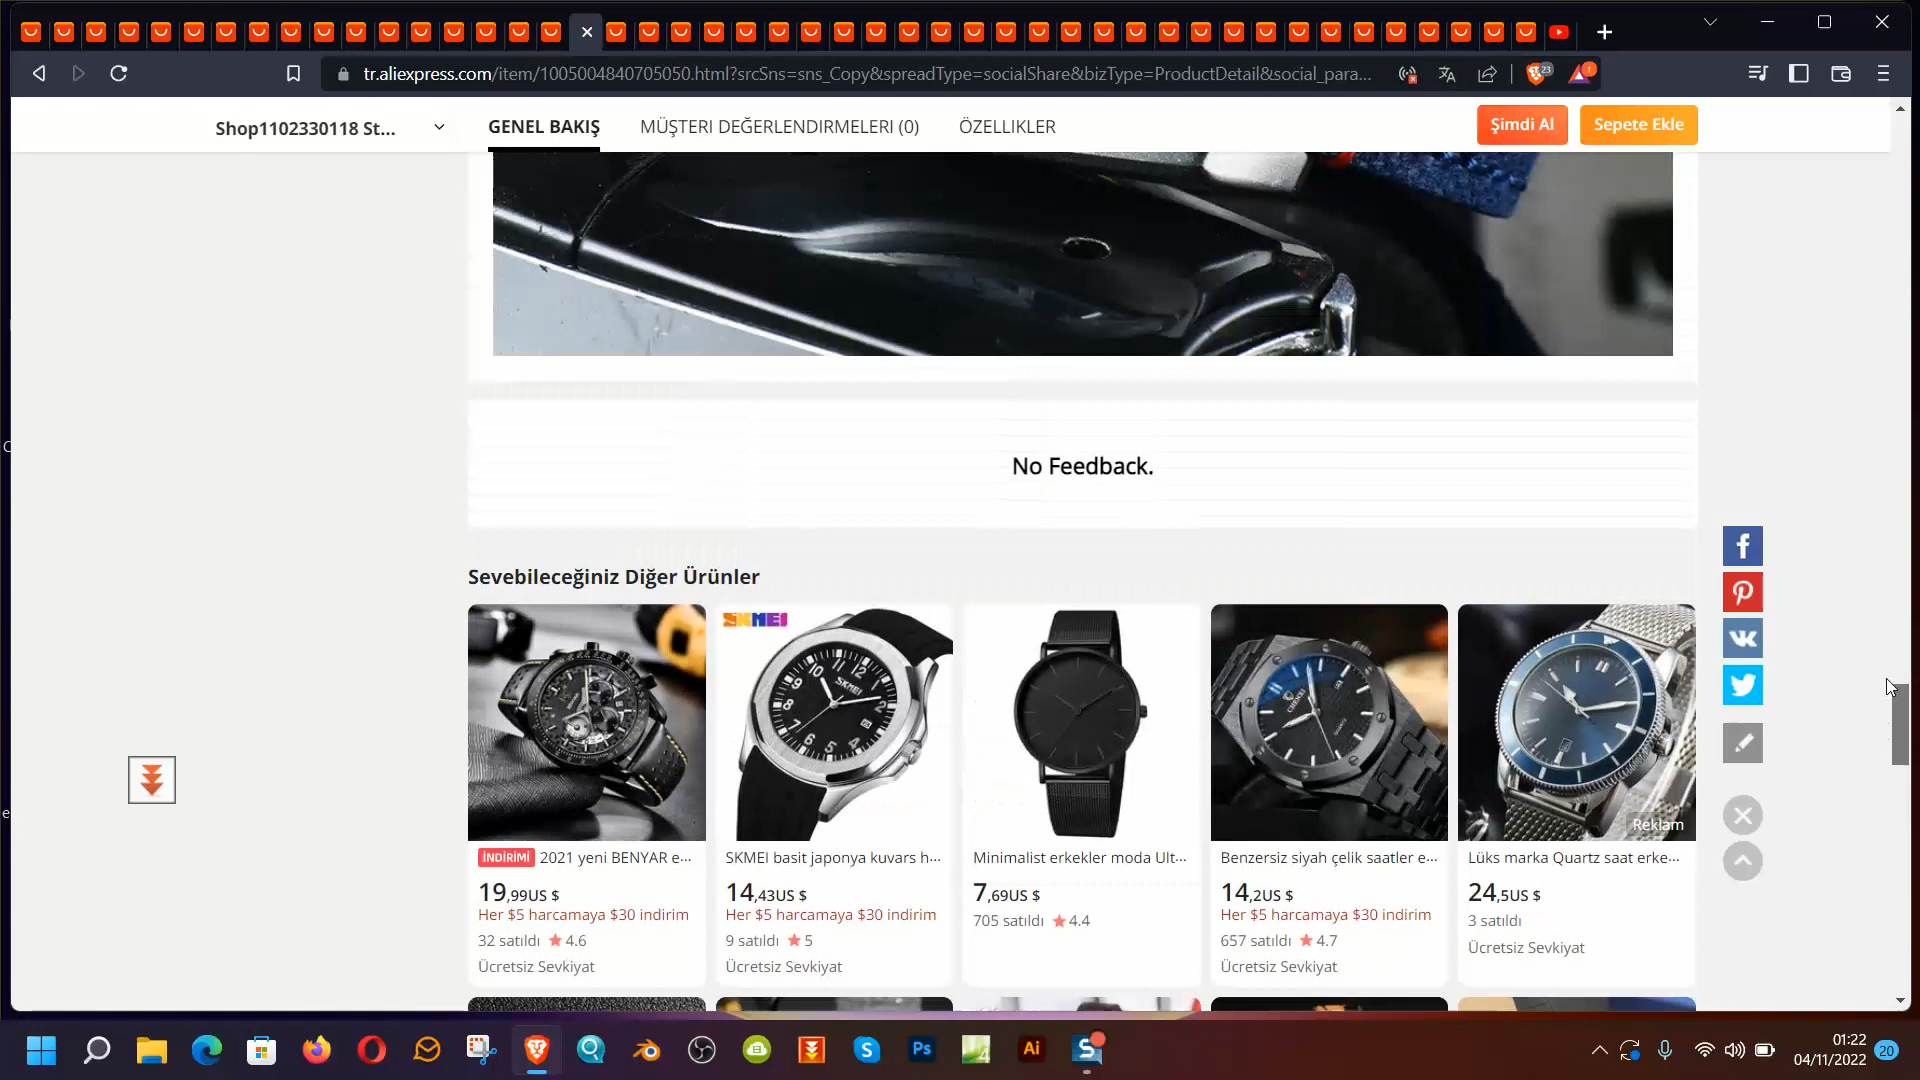 tr.aliexpress.com/item/1005004840705050.html?srcSns=sns_Copy&spreadType=socialShare&bizType=ProductDetail&social_para...
23
1
Shop1102330118 St...
GENEL BAKIŞ
MÜŞTERI DEĞERLENDIRMELERI (0)
ÖZELLIKLER
Şimdi Al
Sepete Ekle
No Feedback.
Sevebileceğiniz Diğer Ürünler
SKMEI
Reklam
İNDİRİMİ 2021 yeni BENYAR e...
19,99US $
Her $5 harcamaya $30 indirim
32 satıldı 4.6
Ücretsiz Sevkiyat
SKMEI basit japonya kuvars h...
14,43US $
Her $5 harcamaya $30 indirim
9 satıldı 5
Ücretsiz Sevkiyat
Minimalist erkekler moda Ult...
7,69US $
705 satıldı 4.4
Benzersiz siyah çelik saatler e...
14,2US $
Her $5 harcamaya $30 indirim
657 satıldı 4.7
Ücretsiz Sevkiyat
Lüks marka Quartz saat erke...
24,5US $
3 satıldı
Ücretsiz Sevkiyat
Ps
Ai
01:22
04/11/2022
20